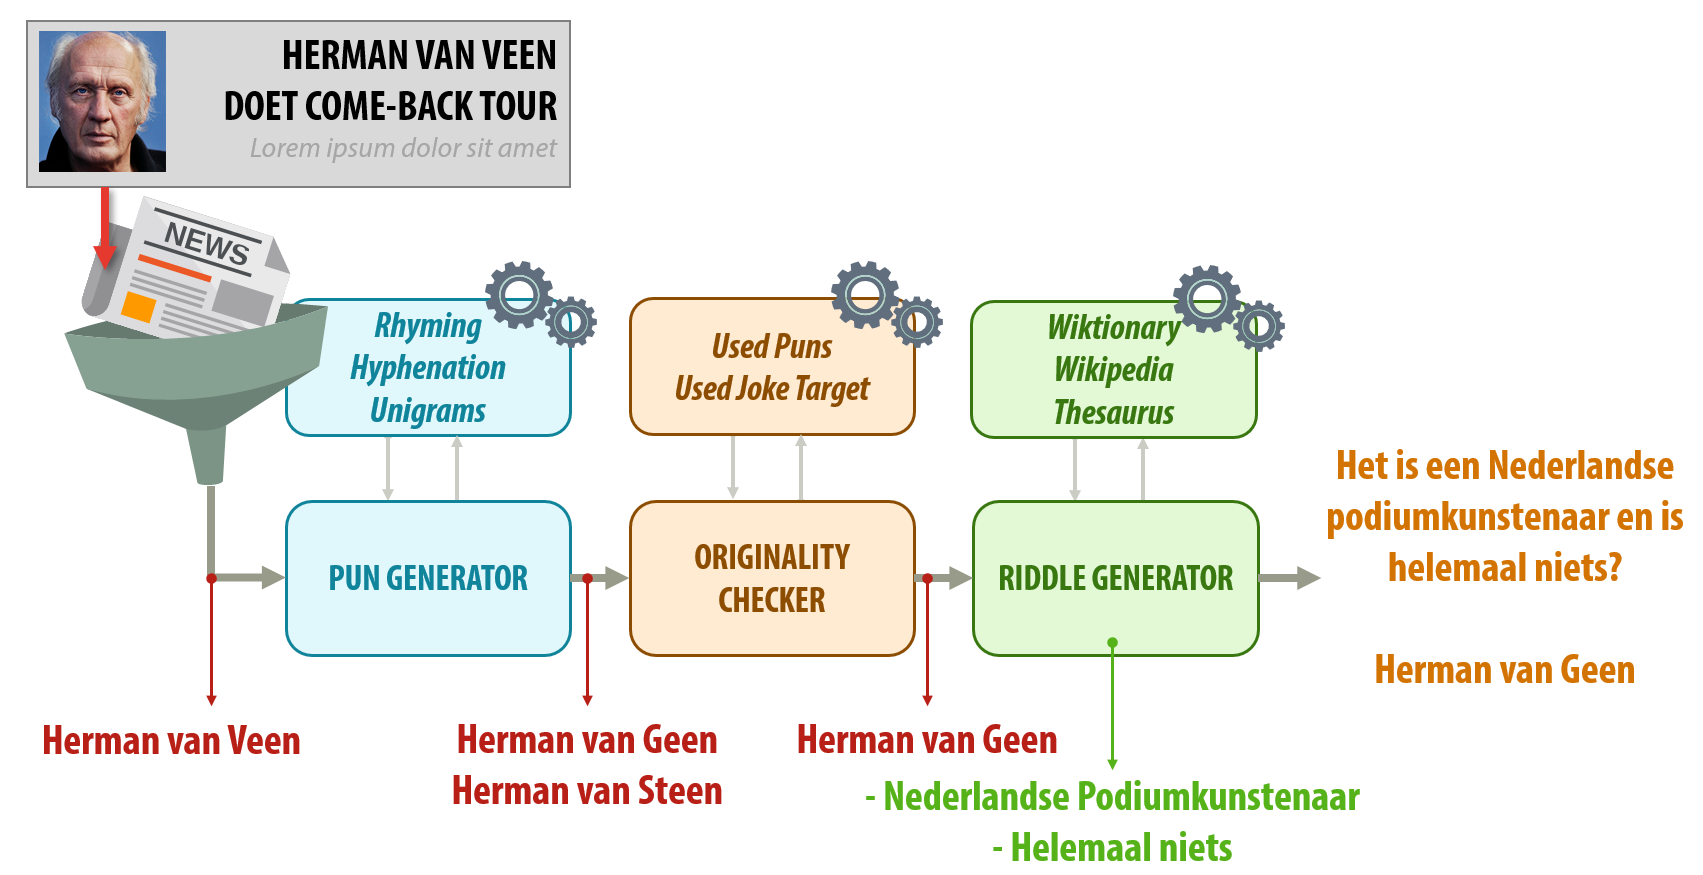 HERMAN VAN VEEN
DOET COME-BACK TOUR
Lorem ipsum dolor sit amet
NEWS
Rhyming
Hyphenation
Unigrams
Used Puns
Used Joke Target
Wiktionary
Wikipedia
Thesaurus
PUN GENERATOR
ORIGINALITY
CHECKER
RIDDLE GENERATOR
Het is een Nederlandse
podiumkunstenaar en is
helemaal niets?
Herman van Geen
Herman van Veen
Herman van Geen
Herman van Steen
Herman van Geen
- Nederlandse Podiumkunstenaar
- Helemaal niets